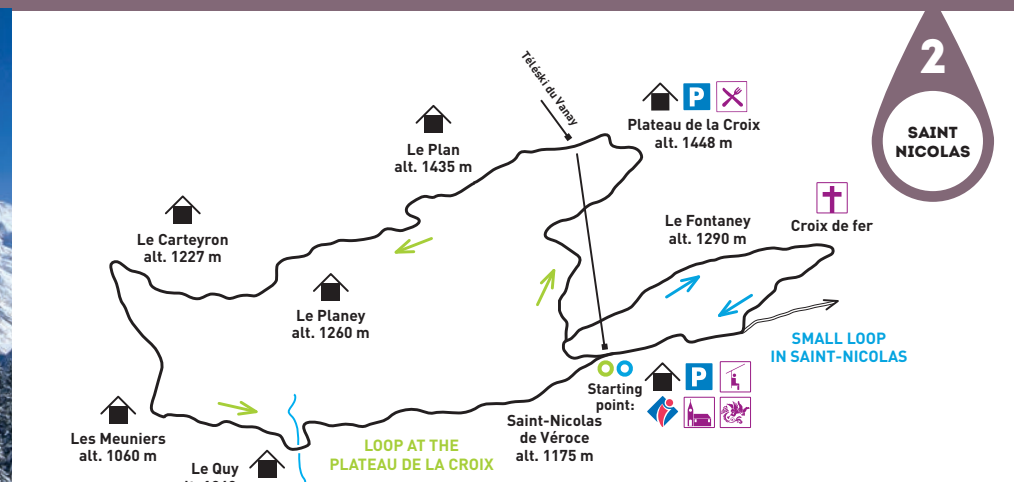 2
SAINT
NICOLAS
Téléski du Vanay
P
Plateau de la Croix
alt. 1448 m
Le Plan
alt. 1435 m
Le Carteyron
alt. 1227 m
Le Fontaney
alt. 1290 m
Croix de fer
Le Planey
alt. 1260 m
SMALL LOOP
IN SAINT-NICOLAS
Starting
point:
P
Saint-Nicolas
de Véroce
alt. 1175 m
Les Meuniers
alt. 1060 m
LOOP AT THE
PLATEAU DE LA CROIX
Le Quy